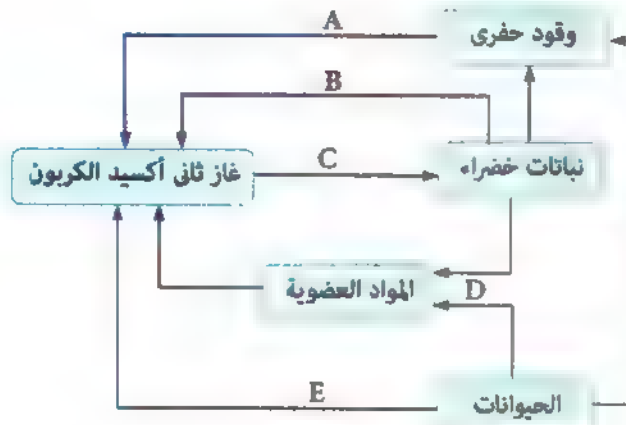 A
وقود حفرى
B
غاز ثانى أكسيد الكربون
C
نباتات خضراء
المواد العضوية
D
E
الحيوانات